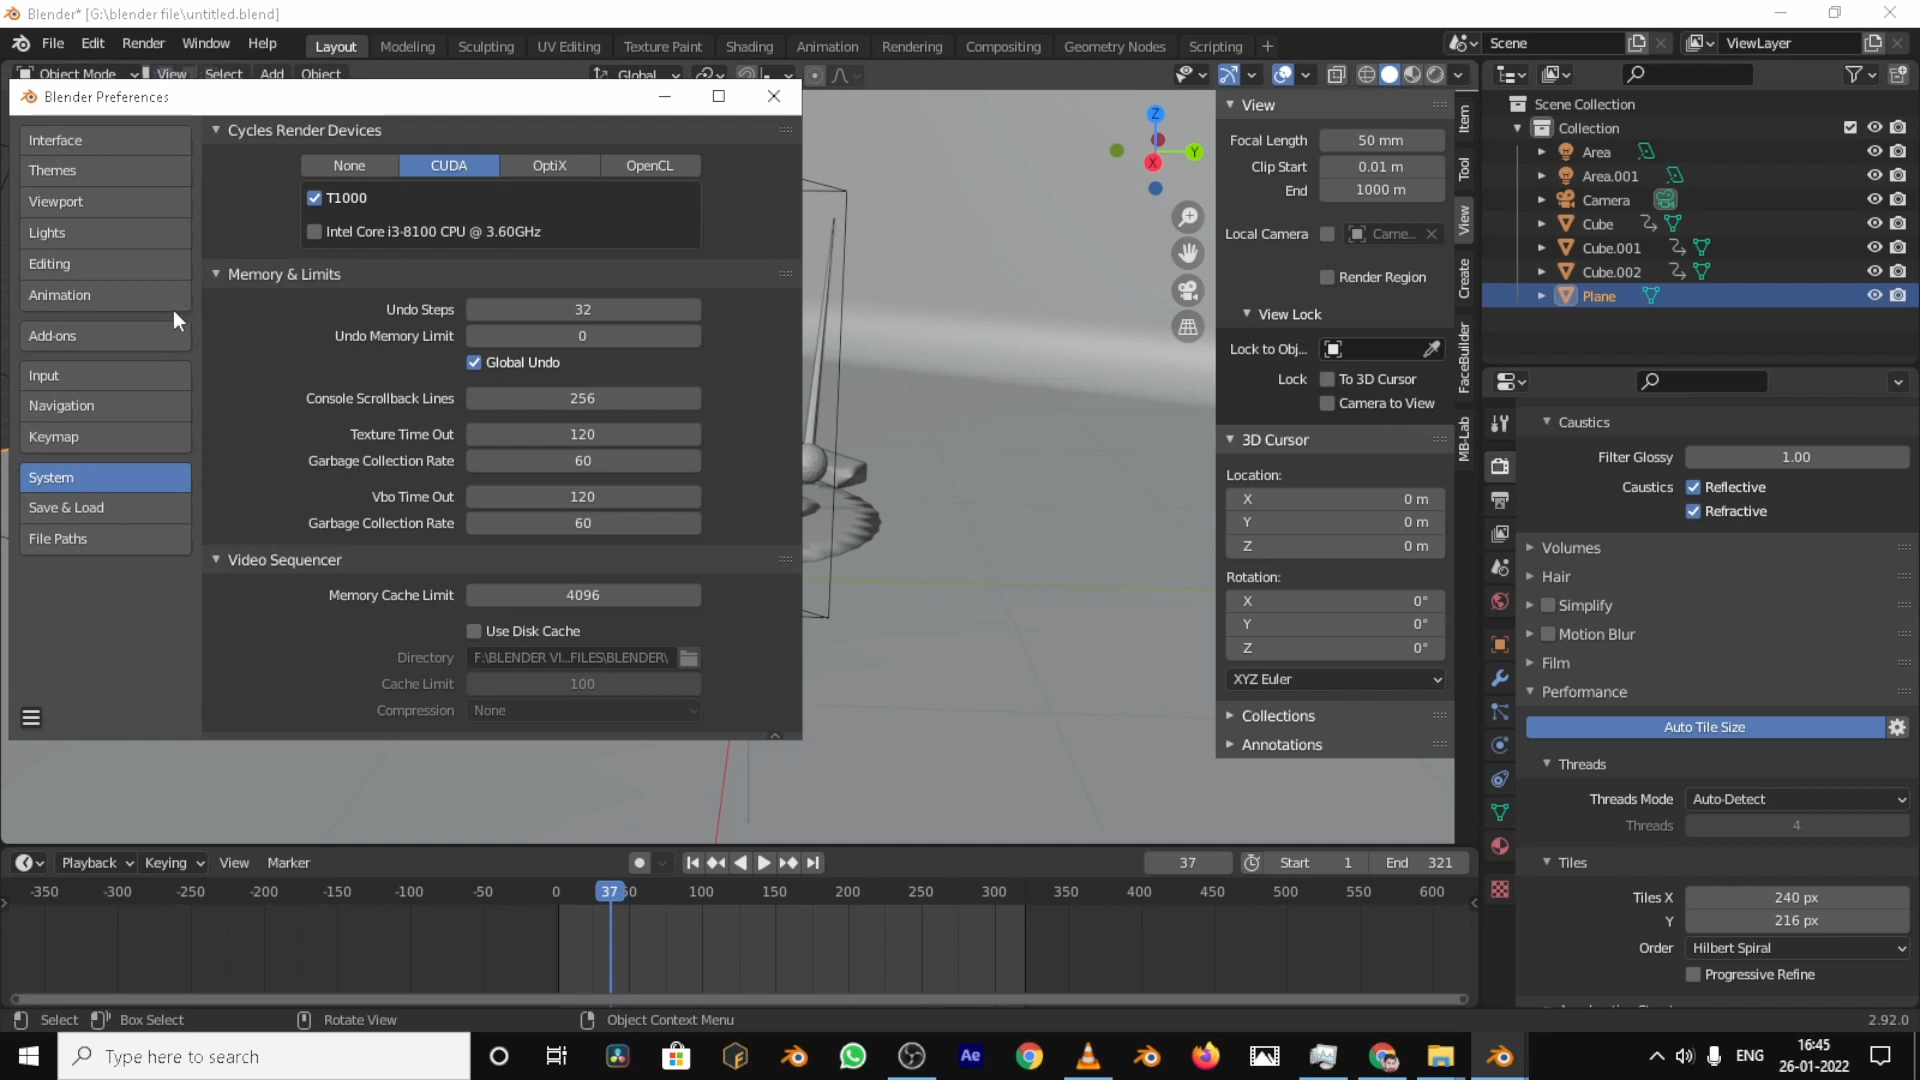 Blender* [G:\blender file\untitled.blend]
File Edit Render Window Help Layout Modeling Sculpting UV Editing Texture Paint Shading Animation Rendering Compositing Geometry Nodes Scripting + Scene ViewLayer
Object Mode View Select Add Object Global
Blender Preferences
Interface
Themes
Viewport
Lights
Editing
Animation
Add-ons
Input
Navigation
Keymap
System
Save & Load
File Paths
Cycles Render Devices
None CUDA OptiX OpenCL
T1000
Intel Core i3-8100 CPU @ 3.60GHz
Memory & Limits
Undo Steps 32
Undo Memory Limit 0
Global Undo
Console Scrollback Lines 256
Texture Time Out 120
Garbage Collection Rate 60
Vbo Time Out 120
Garbage Collection Rate 60
Video Sequencer
Memory Cache Limit 4096
Use Disk Cache
Directory F:\BLENDER VI...FILES\BLENDER\
Cache Limit 100
Compression None
Z
Y
X
View
Focal Length 50 mm
Clip Start 0.01 m
End 1000 m
Local Camera Came...
Render Region
View Lock
Lock to Obj...
Lock To 3D Cursor
Camera to View
3D Cursor
Location:
X 0 m
Y 0 m
Z 0 m
Rotation:
X 0°
Y 0°
Z 0°
XYZ Euler
Collections
Annotations
Item
Tool
View
Create
FaceBuilder
MB-Lab
Scene Collection
Collection
Area
Area.001
Camera
Cube
Cube.001
Cube.002
Plane
Caustics
Filter Glossy 1.00
Caustics Reflective
Refractive
Volumes
Hair
Simplify
Motion Blur
Film
Performance
Auto Tile Size
Threads
Threads Mode Auto-Detect
Threads 4
Tiles
Tiles X 240 px
Y 216 px
Order Hilbert Spiral
Progressive Refine
Playback Keying View Marker 37 Start 1 End 321
-350 -300 -250 -200 -150 -100 -50 0 37 50 100 150 200 250 300 350 400 450 500 550 600
Select Box Select Rotate View Object Context Menu 2.92.0
Type here to search Ae ENG 16:45
26-01-2022